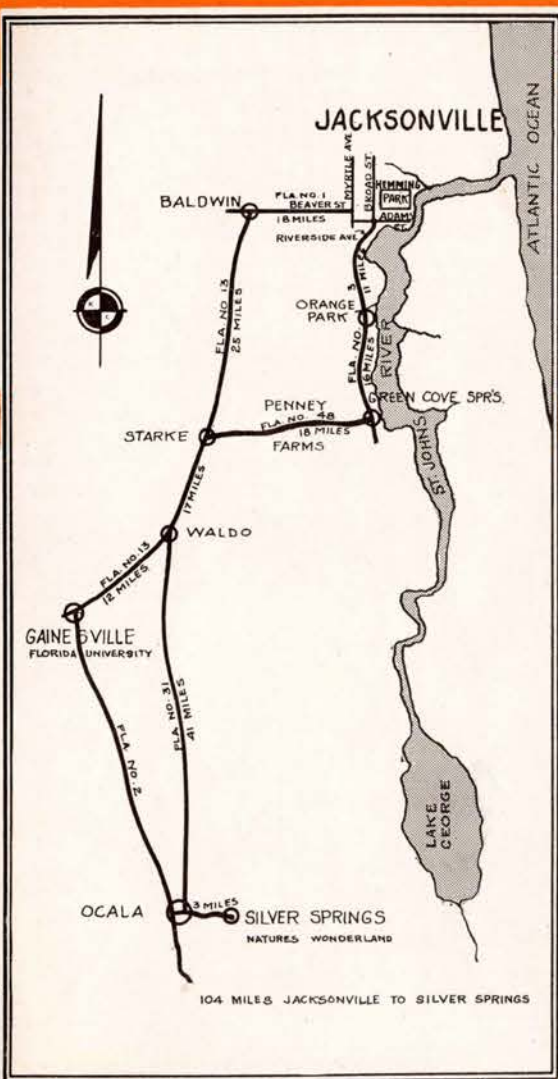 JACKSONVILLE
ATLANTIC OCEAN
MYRTLE AVE
BROAD ST.
HEMMING
PARK
ADAMS
ST.
FLA. NO. 1
BEAVER ST
18 MILES
BALDWIN
RIVERSIDE AVE.
FLA. NO 13
25 MILES
3
11 MILES
ORANGE
PARK
FLA. NO.
16 MILES
RIVER
GREEN COVE SPR'S.
ST. JOHNS
PENNEY
FLA. NO. 48
18 MILES
FARMS
STARKE
17 MILES
WALDO
FLA. NO. 13
12 MILES
GAINESVILLE
FLORIDA UNIVERSITY
FLA. NO. 31
41 MILES
FLA. NO. 2.
LAKE
GEORGE
OCALA
3 MILES
SILVER SPRINGS
NATURES WONDERLAND
104 MILES JACKSONVILLE TO SILVER SPRINGS